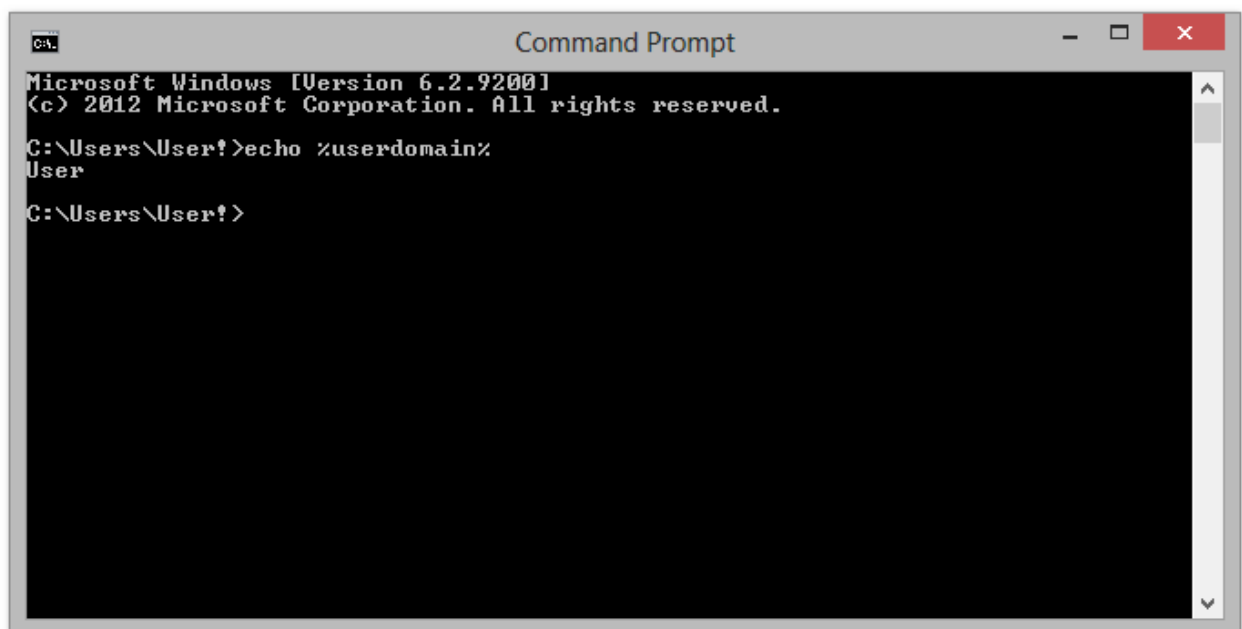 Command Prompt
Microsoft Windows [Version 6.2.9200]
(c) 2012 Microsoft Corporation. All rights reserved.
C:\Users\User!>echo %userdomain%
User
C:\Users\User!>